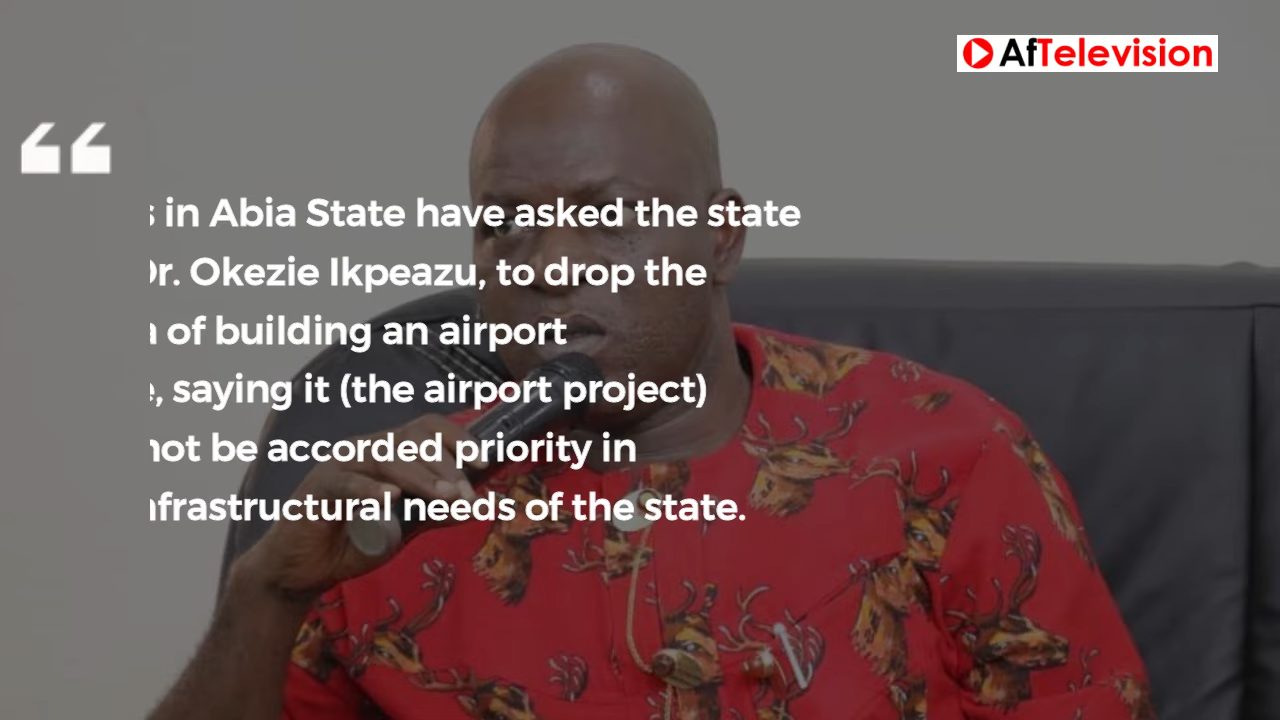 AfTelevision
in Abia State have asked the state
Okezie Ikpeazu, to drop the
of building an airport
saying it (the airport project)
be accorded priority in
needs of the state.